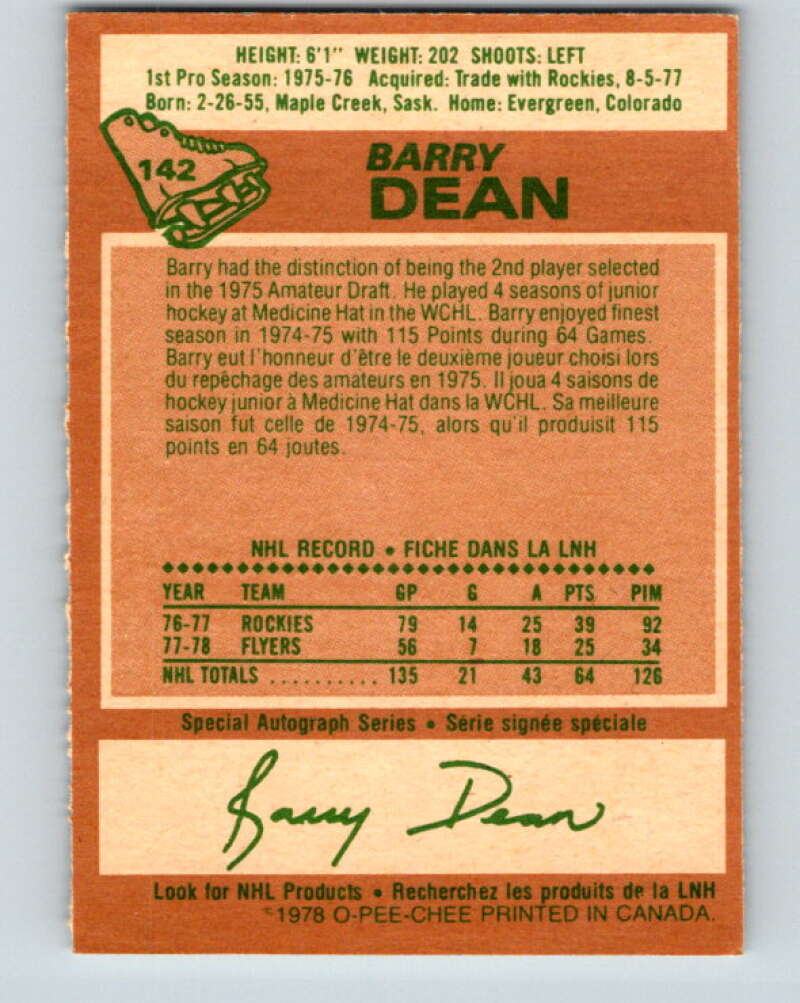 HEIGHT: 6'1" WEIGHT: 202 SHOOTS: LEFT
1st Pro Season: 1975-76 Acquired: Trade with Rockies, 8-5-77
Born: 2-26-55, Maple Creek, Sask. Home: Evergreen, Colorado
142
BARRY
DEAN
Barry had the distinction of being the 2nd player selected
in the 1975 Amateur Draft. He played 4 seasons of junior
hockey at Medicine Hat in the WCHL. Barry enjoyed finest
season in 1974-75 with 115 Points during 64 Games.
Barry eut l'honneur d'être le deuxième joueur choisi lors
du repêchage des amateurs en 1975. Il joua 4 saisons de
hockey junior à Medicine Hat dans la WCHL. Sa meilleure
saison fut celle de 1974-75, alors qu'il produisit 115
points en 64 joutes.
NHL RECORD • FICHE DANS LA LNH
YEAR TEAM GP G A PTS PIM
76-77 ROCKIES 79 14 25 39 92
77-78 FLYERS 56 7 18 25 34
NHL TOTALS .......... 135 21 43 64 126
Special Autograph Series • Série signée spéciale
Barry Dean
Look for NHL Products • Recherchez les produits de la LNH
©1978 O-PEE-CHEE PRINTED IN CANADA.